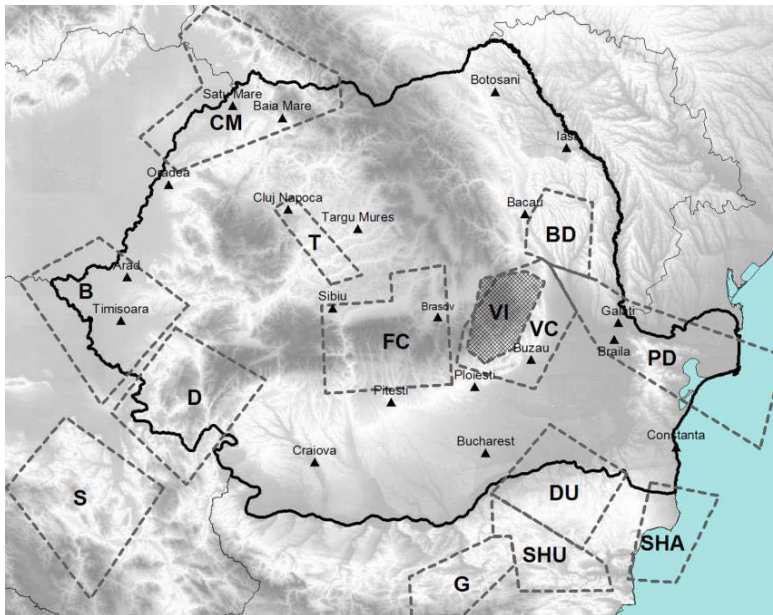 Botosani
Satu Mare
Baia Mare
CM
Iasi
Oradea
Cluj Napoca
Targu Mures
Bacau
T
BD
Arad
B
Timisoara
Sibiu
Brasov
VI
VC
Galati
FC
Buzau
Braila
PD
D
Pitesti
Ploiesti
Constanta
Craiova
Bucharest
S
DU
SHU
SHA
G